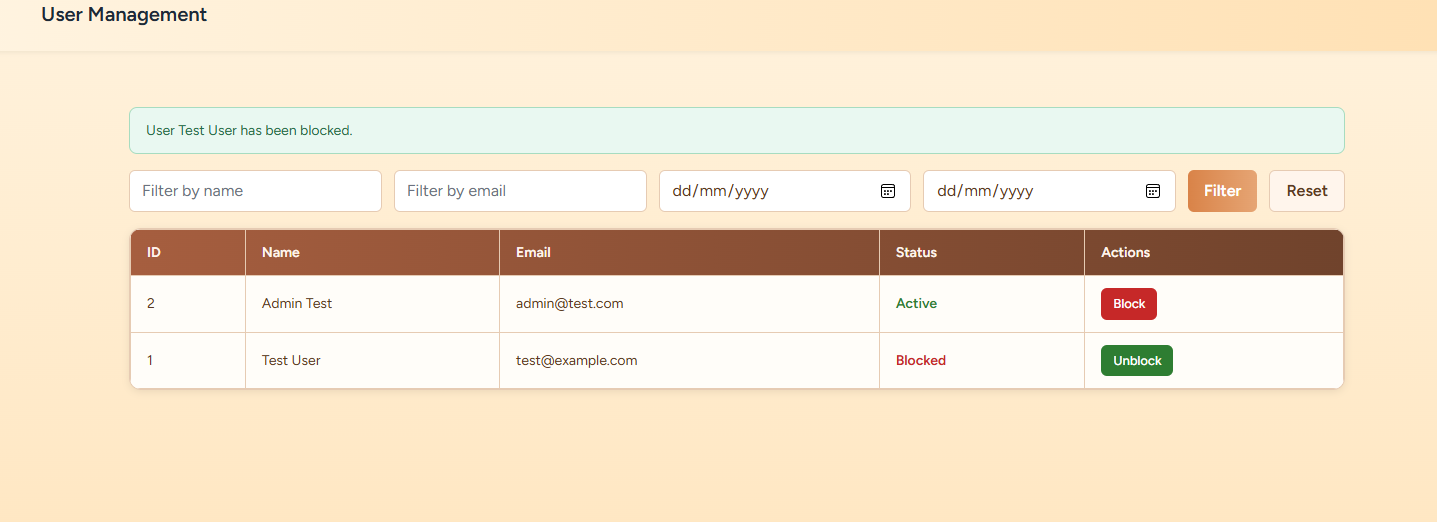 User Management
User Test User has been blocked.
Filter by name Filter by email dd/mm/yyyy dd/mm/yyyy Filter Reset
ID Name Email Status Actions
2 Admin Test admin@test.com Active Block
1 Test User test@example.com Blocked Unblock